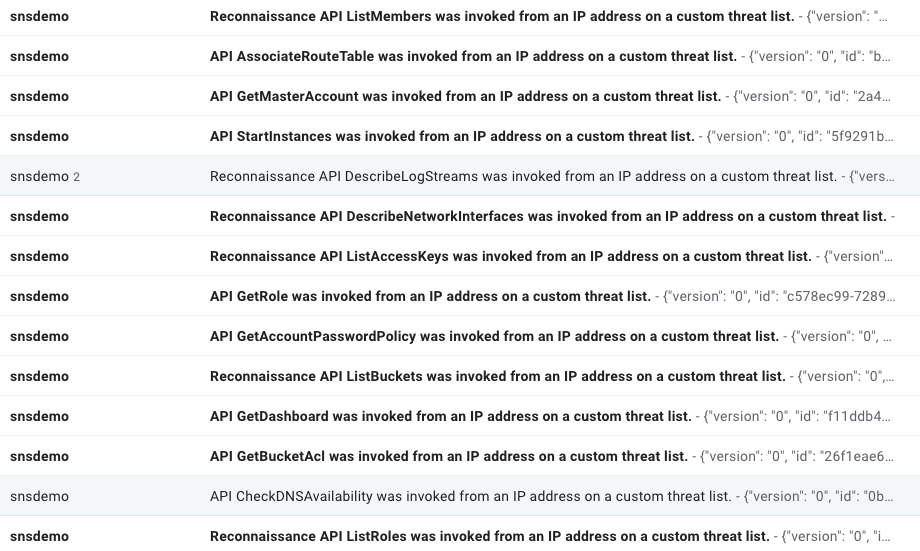 snsdemo Reconnaissance API ListMembers was invoked from an IP address on a custom threat list. - {"version": "...
snsdemo API AssociateRouteTable was invoked from an IP address on a custom threat list. - {"version": "0", "id": "b...
snsdemo API GetMasterAccount was invoked from an IP address on a custom threat list. - {"version": "0", "id": "2a4...
snsdemo API StartInstances was invoked from an IP address on a custom threat list. - {"version": "0", "id": "5f9291b...
snsdemo 2 Reconnaissance API DescribeLogStreams was invoked from an IP address on a custom threat list. - {"vers...
snsdemo Reconnaissance API DescribeNetworkInterfaces was invoked from an IP address on a custom threat list. -
snsdemo Reconnaissance API ListAccessKeys was invoked from an IP address on a custom threat list. - {"version"...
snsdemo API GetRole was invoked from an IP address on a custom threat list. - {"version": "0", "id": "c578ec99-7289...
snsdemo API GetAccountPasswordPolicy was invoked from an IP address on a custom threat list. - {"version": "0", ...
snsdemo Reconnaissance API ListBuckets was invoked from an IP address on a custom threat list. - {"version": "0",...
snsdemo API GetDashboard was invoked from an IP address on a custom threat list. - {"version": "0", "id": "f11ddb4...
snsdemo API GetBucketAcl was invoked from an IP address on a custom threat list. - {"version": "0", "id": "26f1eae6...
snsdemo API CheckDNSAvailability was invoked from an IP address on a custom threat list. - {"version": "0", "id": "0b...
snsdemo Reconnaissance API ListRoles was invoked from an IP address on a custom threat list. - {"version": "0", "i...